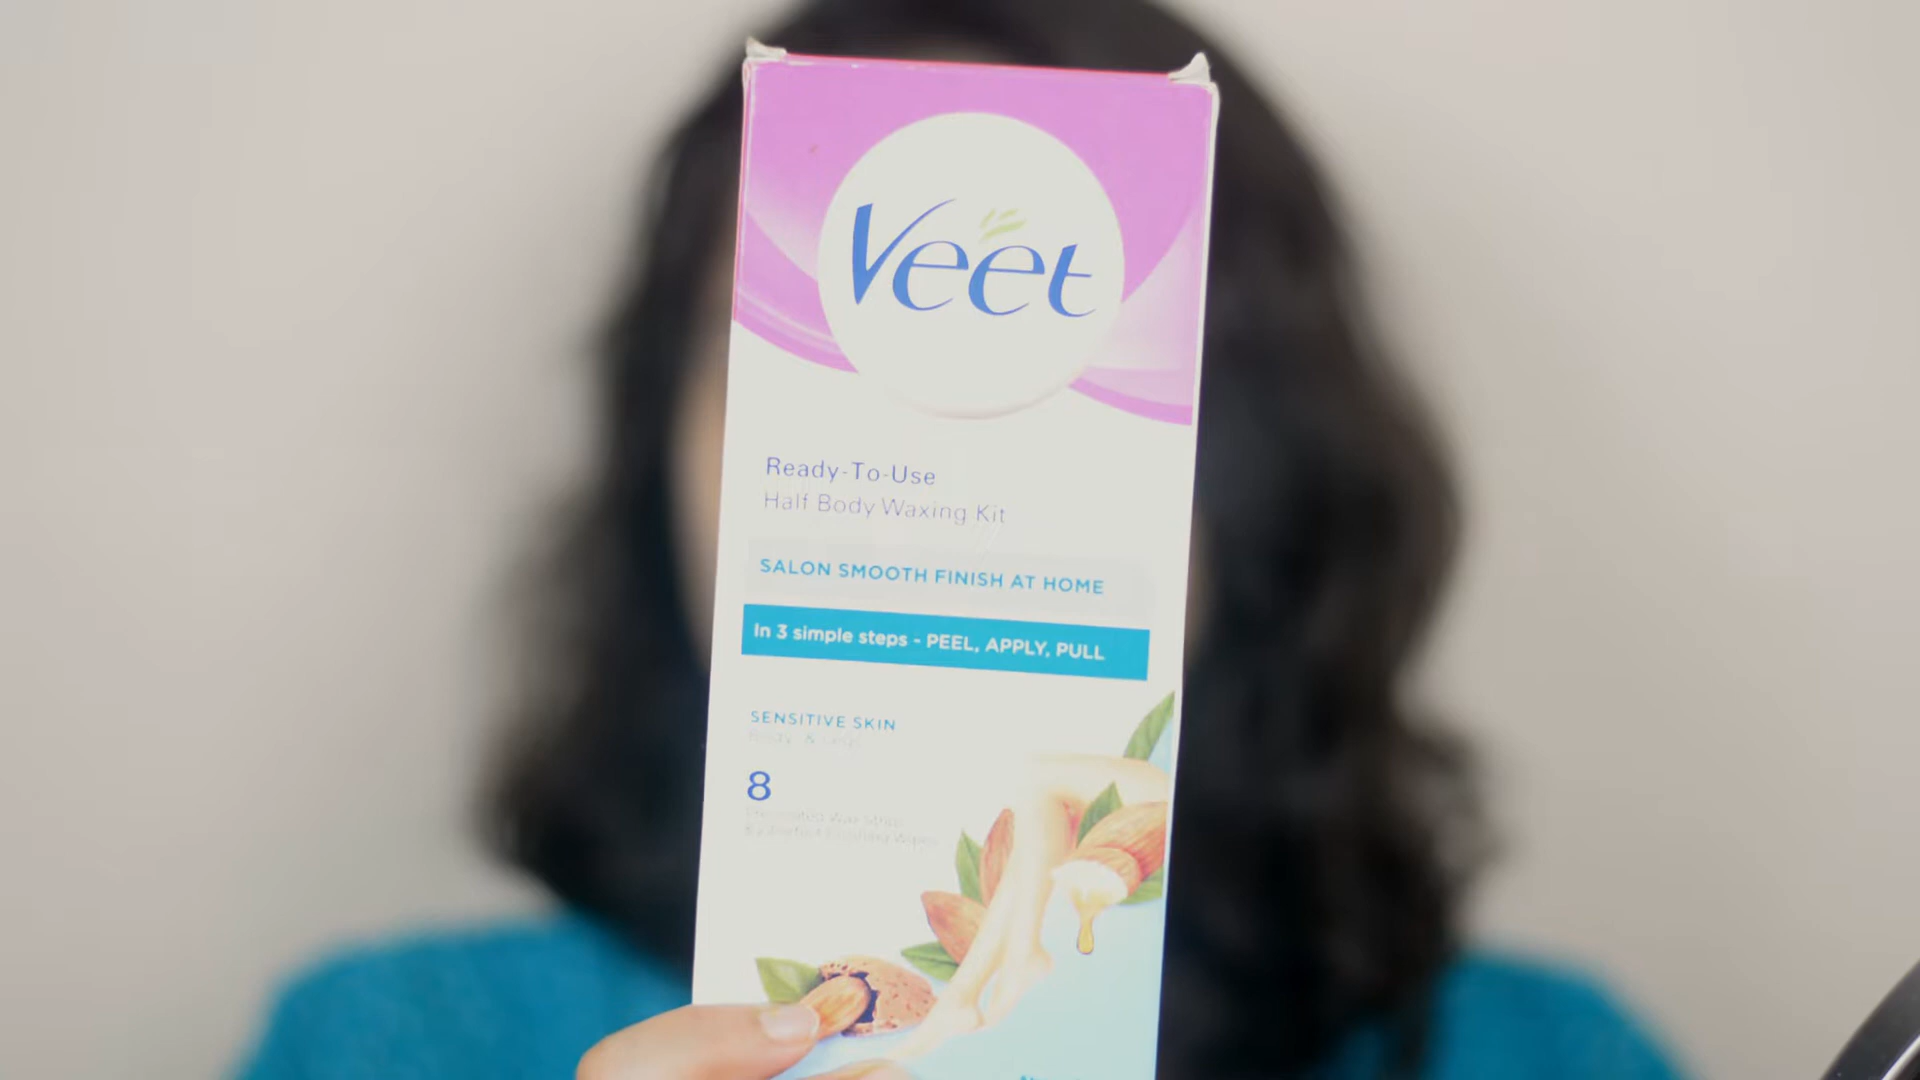 Veet
Ready-To-Use
Half Body Waxing Kit
SALON SMOOTH FINISH AT HOME
In 3 simple steps - PEEL, APPLY, PULL
SENSITIVE SKIN
8